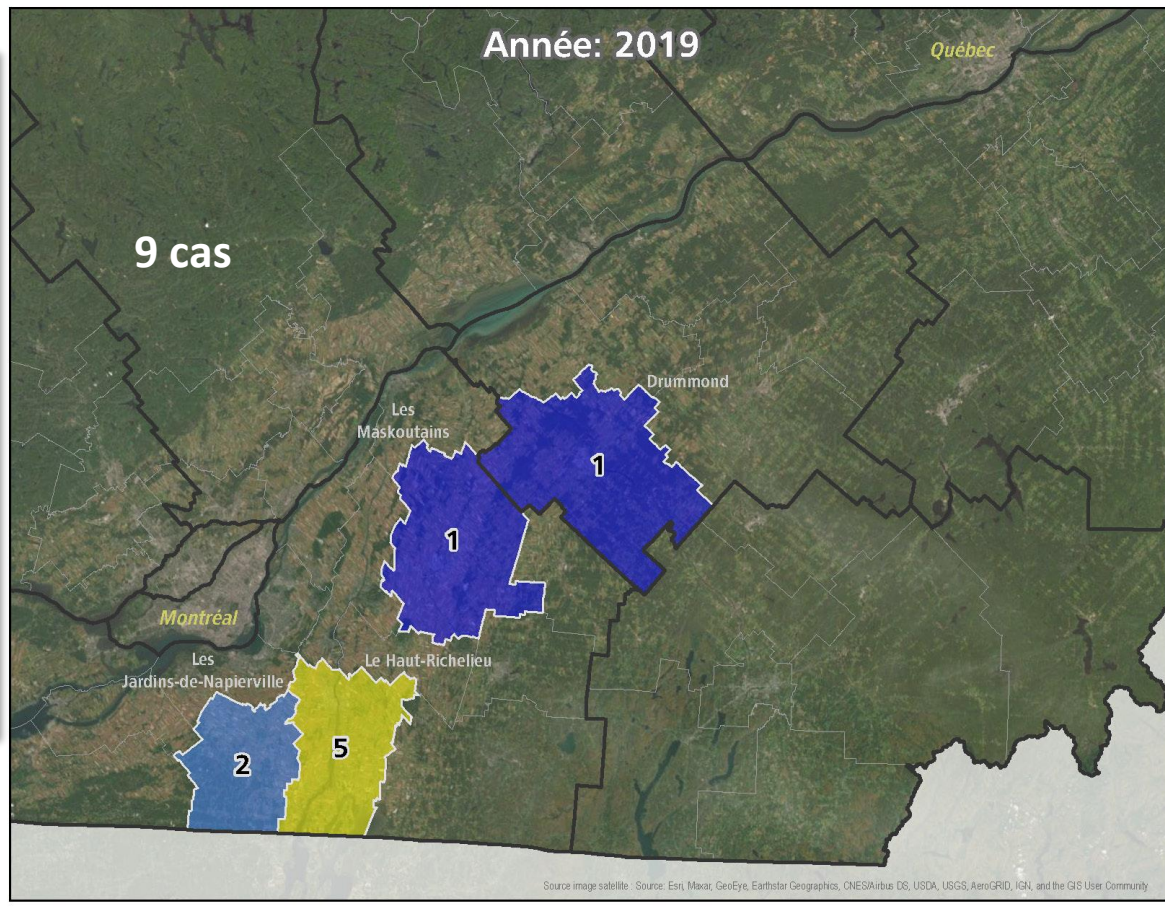 Année: 2019
Québec
9 cas
Drummond
Les
Maskoutains
1
1
Montréal
Les
Jardins-de-Napierville
Le Haut-Richelieu
2
5
Source image satellite : Source: Esri, Maxar, GeoEye, Earthstar Geographics, CNES/Airbus DS, USDA, USGS, AeroGRID, IGN, and the GIS User Community